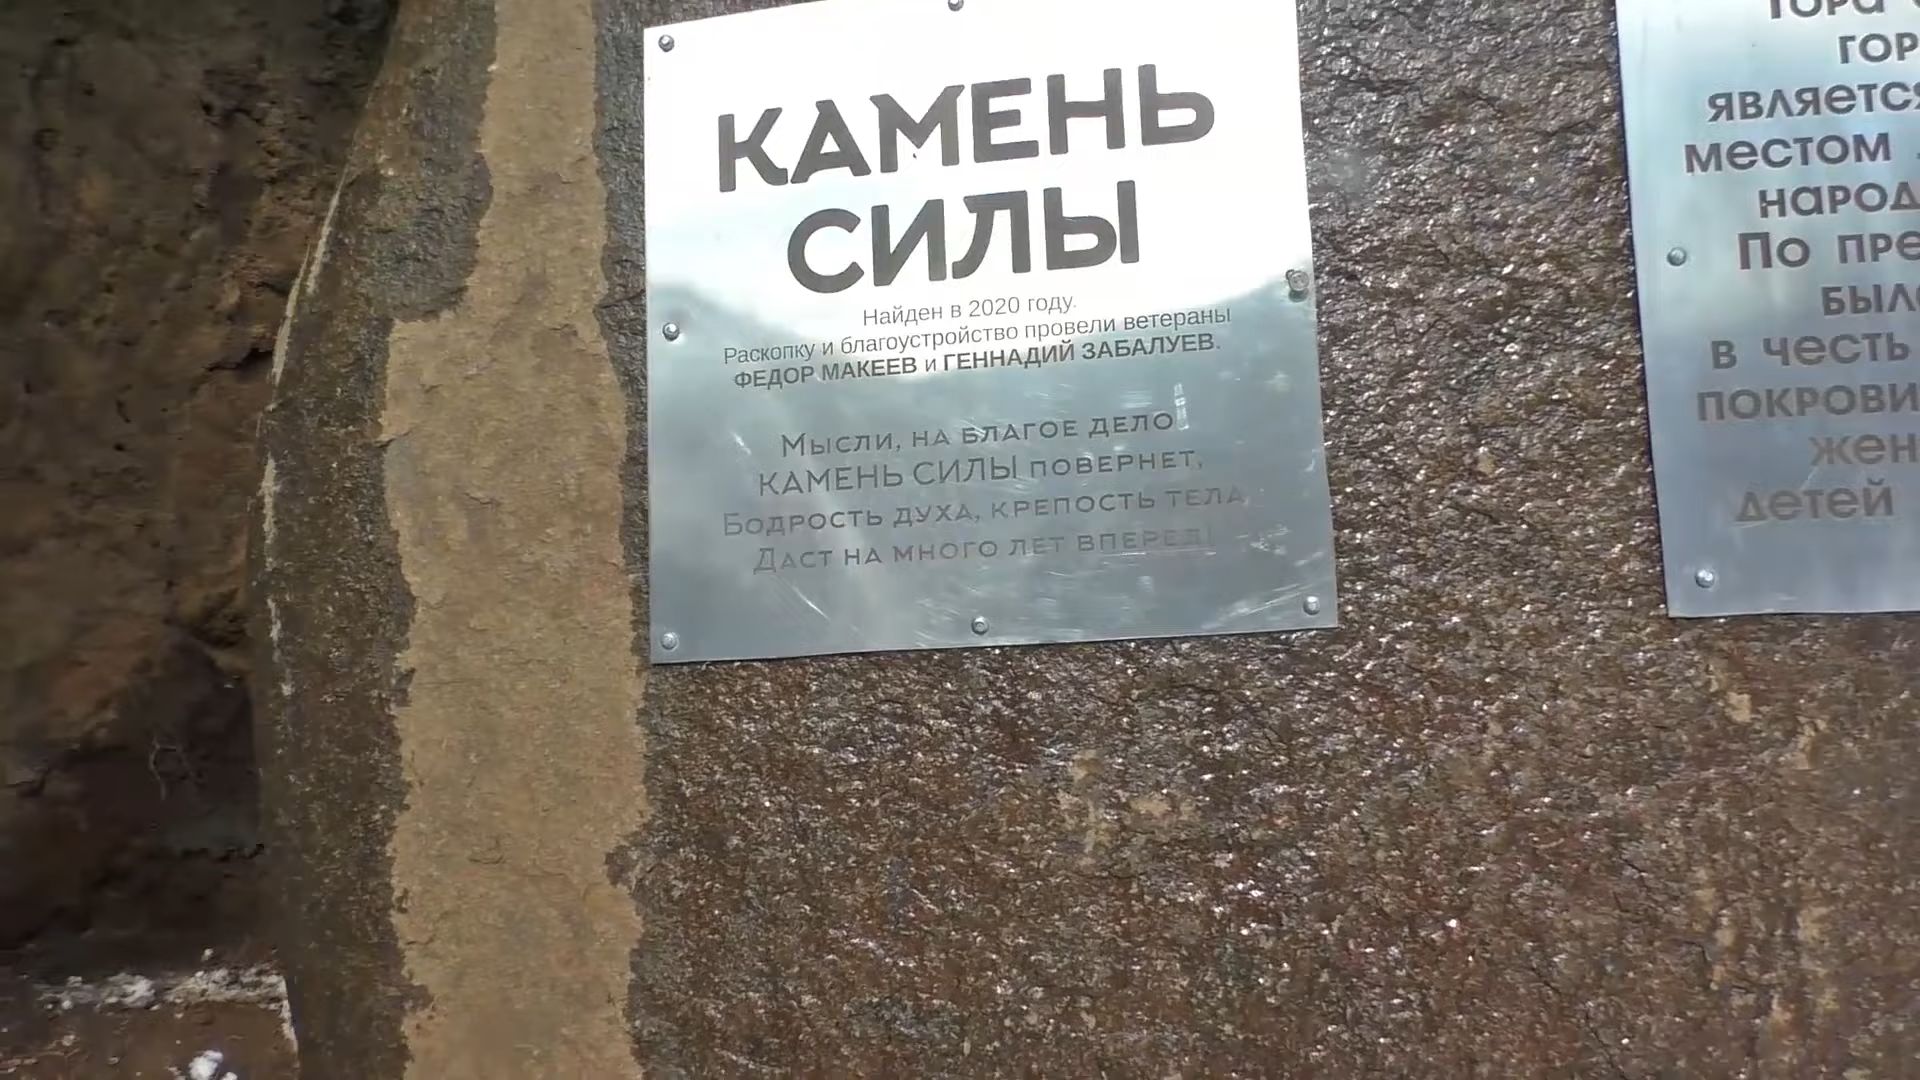 КАМЕНЬ
СИЛЫ
Найден в 2020 году.
Раскопку и благоустройство провели ветераны
ФЕДОР МАКЕЕВ и ГЕННАДИЙ ЗАБАЛУЕВ.
Мысли, на благое дело
КАМЕНЬ СИЛЫ повернет,
Бодрость духа, крепость тела
Даст на много лет вперед!
гор
является
местом
народ
По пре
был
в честь
покрови
жен
детей